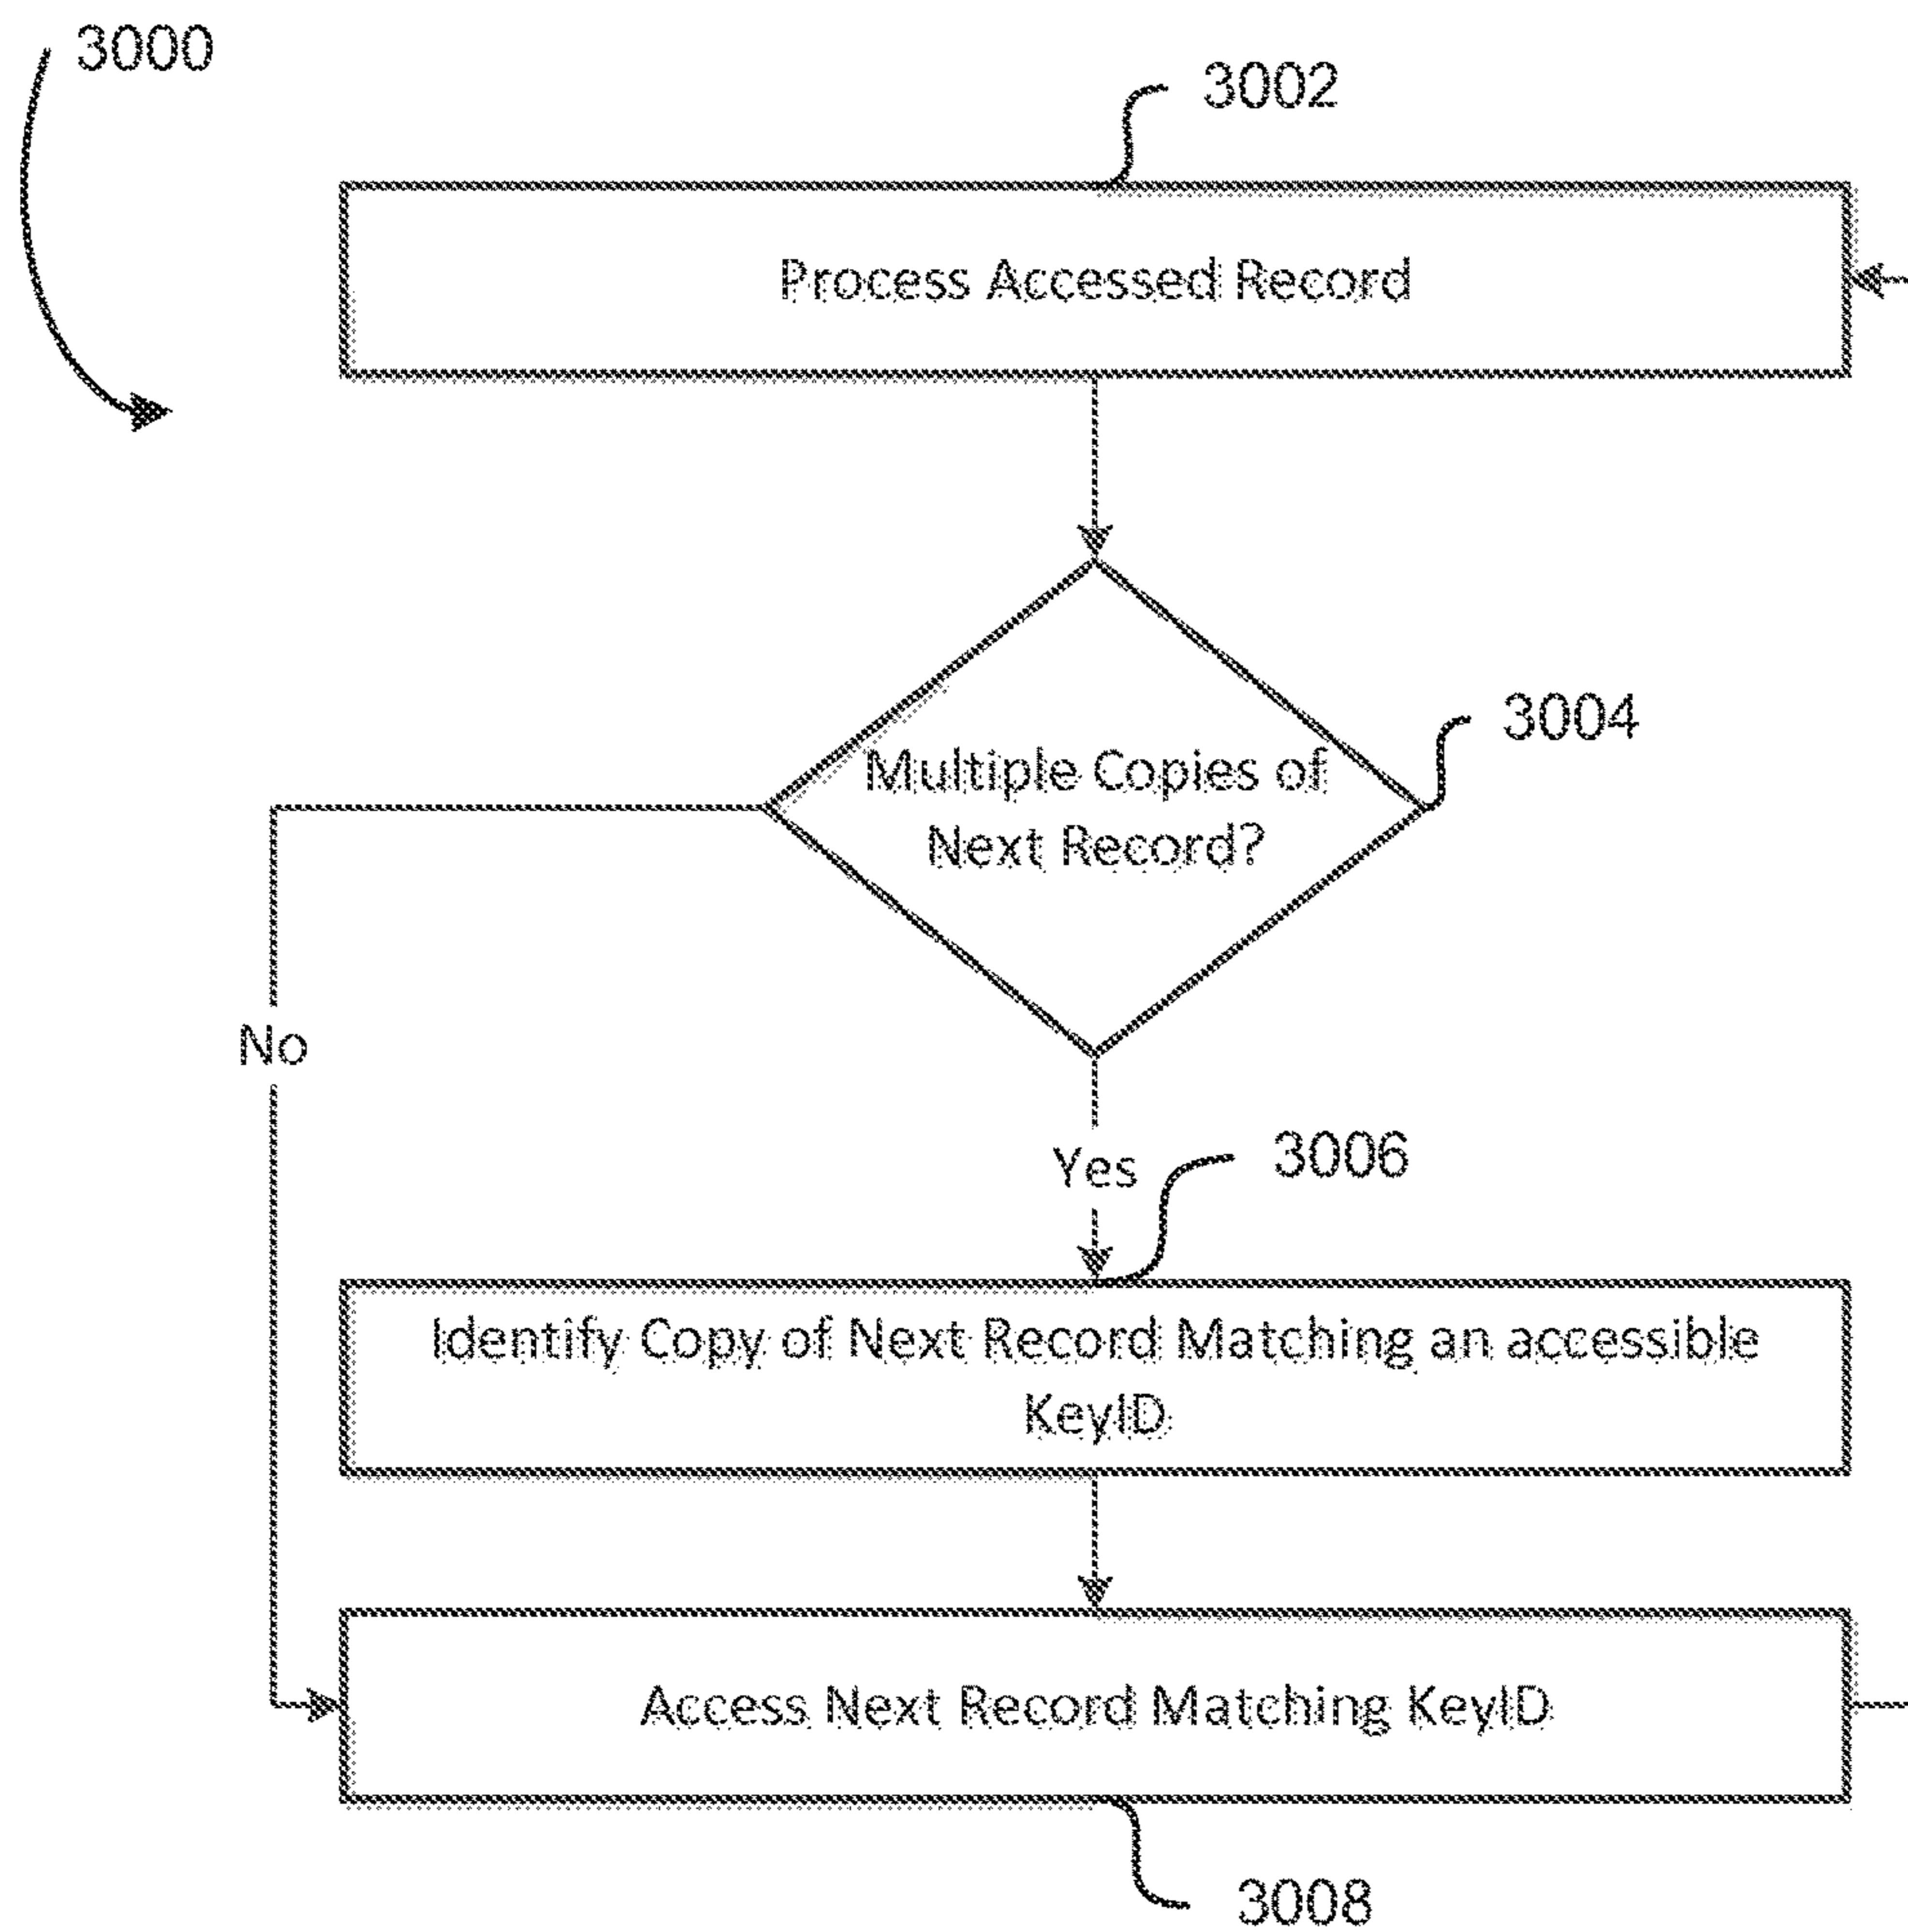 3000
3002
Process Accessed Record
3004
Multiple Copies of
Next Record?
No
Yes
3006
Identify Copy of Next Record Matching an accessible
KeyID
Access Next Record Matching KeyID
3008